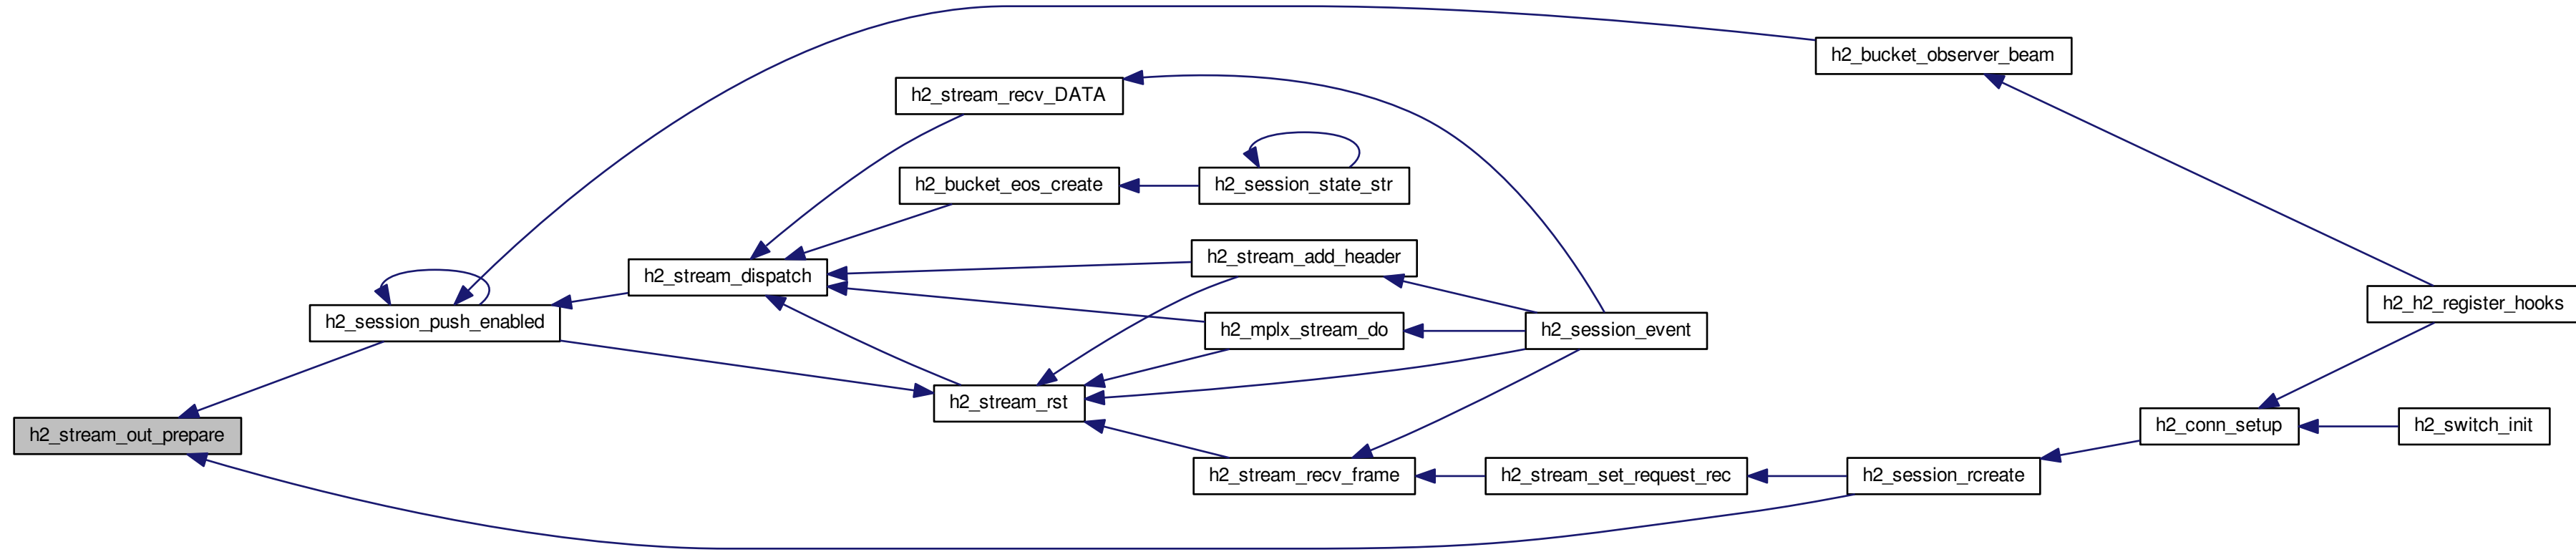 h2_bucket_observer_beam
h2_stream_recv_DATA
h2_bucket_eos_create
h2_session_state_str
h2_stream_add_header
h2_stream_dispatch
h2_h2_register_hooks
h2_session_push_enabled
h2_mplx_stream_do
h2_session_event
h2_stream_rst
h2_conn_setup
h2_switch_init
h2_stream_out_prepare
h2_stream_recv_frame
h2_stream_set_request_rec
h2_session_rcreate